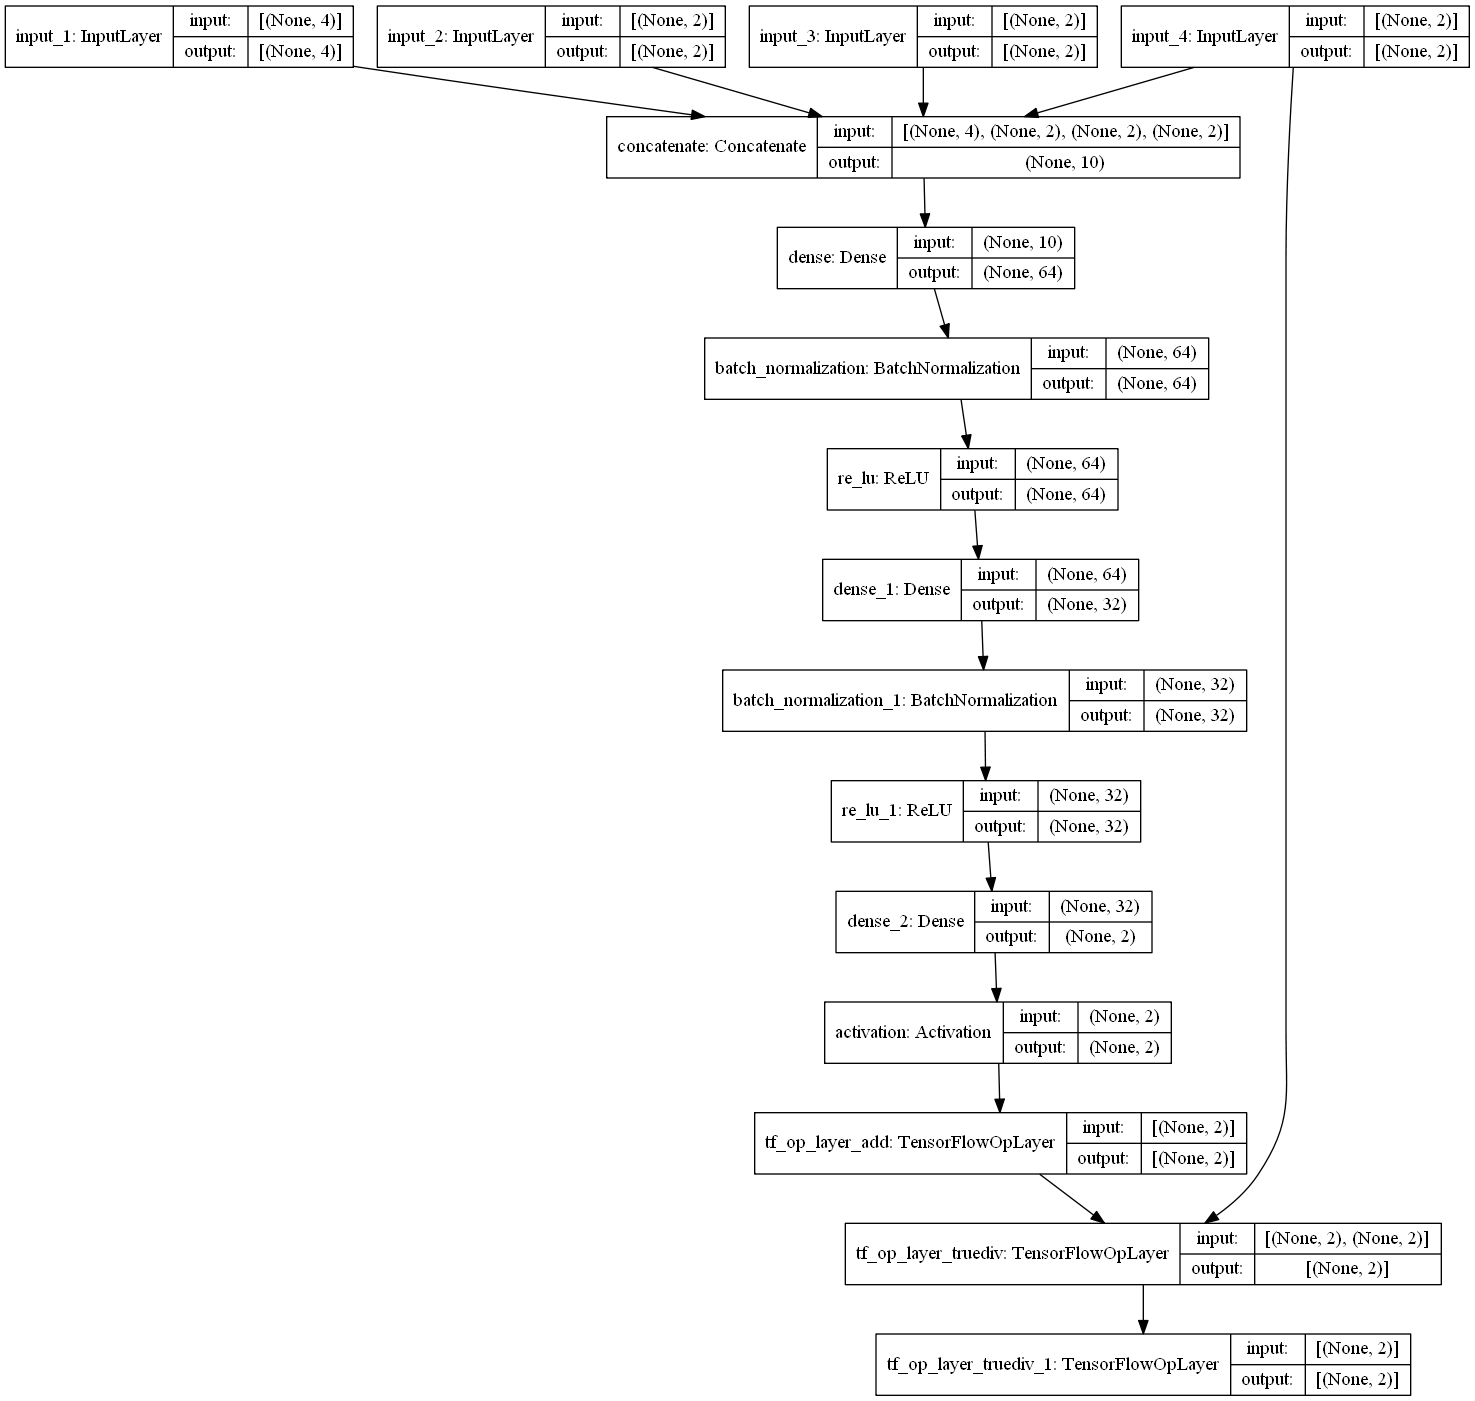 input_1: InputLayer
input: [(None, 4)]
output: [(None, 4)]
input_2: InputLayer
input: [(None, 2)]
output: [(None, 2)]
input_3: InputLayer
input: [(None, 2)]
output: [(None, 2)]
input_4: InputLayer
input: [(None, 2)]
output: [(None, 2)]
concatenate: Concatenate
input: [(None, 4), (None, 2), (None, 2), (None, 2)]
output: (None, 10)
dense: Dense
input: (None, 10)
output: (None, 64)
batch_normalization: BatchNormalization
input: (None, 64)
output: (None, 64)
re_lu: ReLU
input: (None, 64)
output: (None, 64)
dense_1: Dense
input: (None, 64)
output: (None, 32)
batch_normalization_1: BatchNormalization
input: (None, 32)
output: (None, 32)
re_lu_1: ReLU
input: (None, 32)
output: (None, 32)
dense_2: Dense
input: (None, 32)
output: (None, 2)
activation: Activation
input: (None, 2)
output: (None, 2)
tf_op_layer_add: TensorFlowOpLayer
input: [(None, 2)]
output: [(None, 2)]
tf_op_layer_truediv: TensorFlowOpLayer
input: [(None, 2), (None, 2)]
output: [(None, 2)]
tf_op_layer_truediv_1: TensorFlowOpLayer
input: [(None, 2)]
output: [(None, 2)]